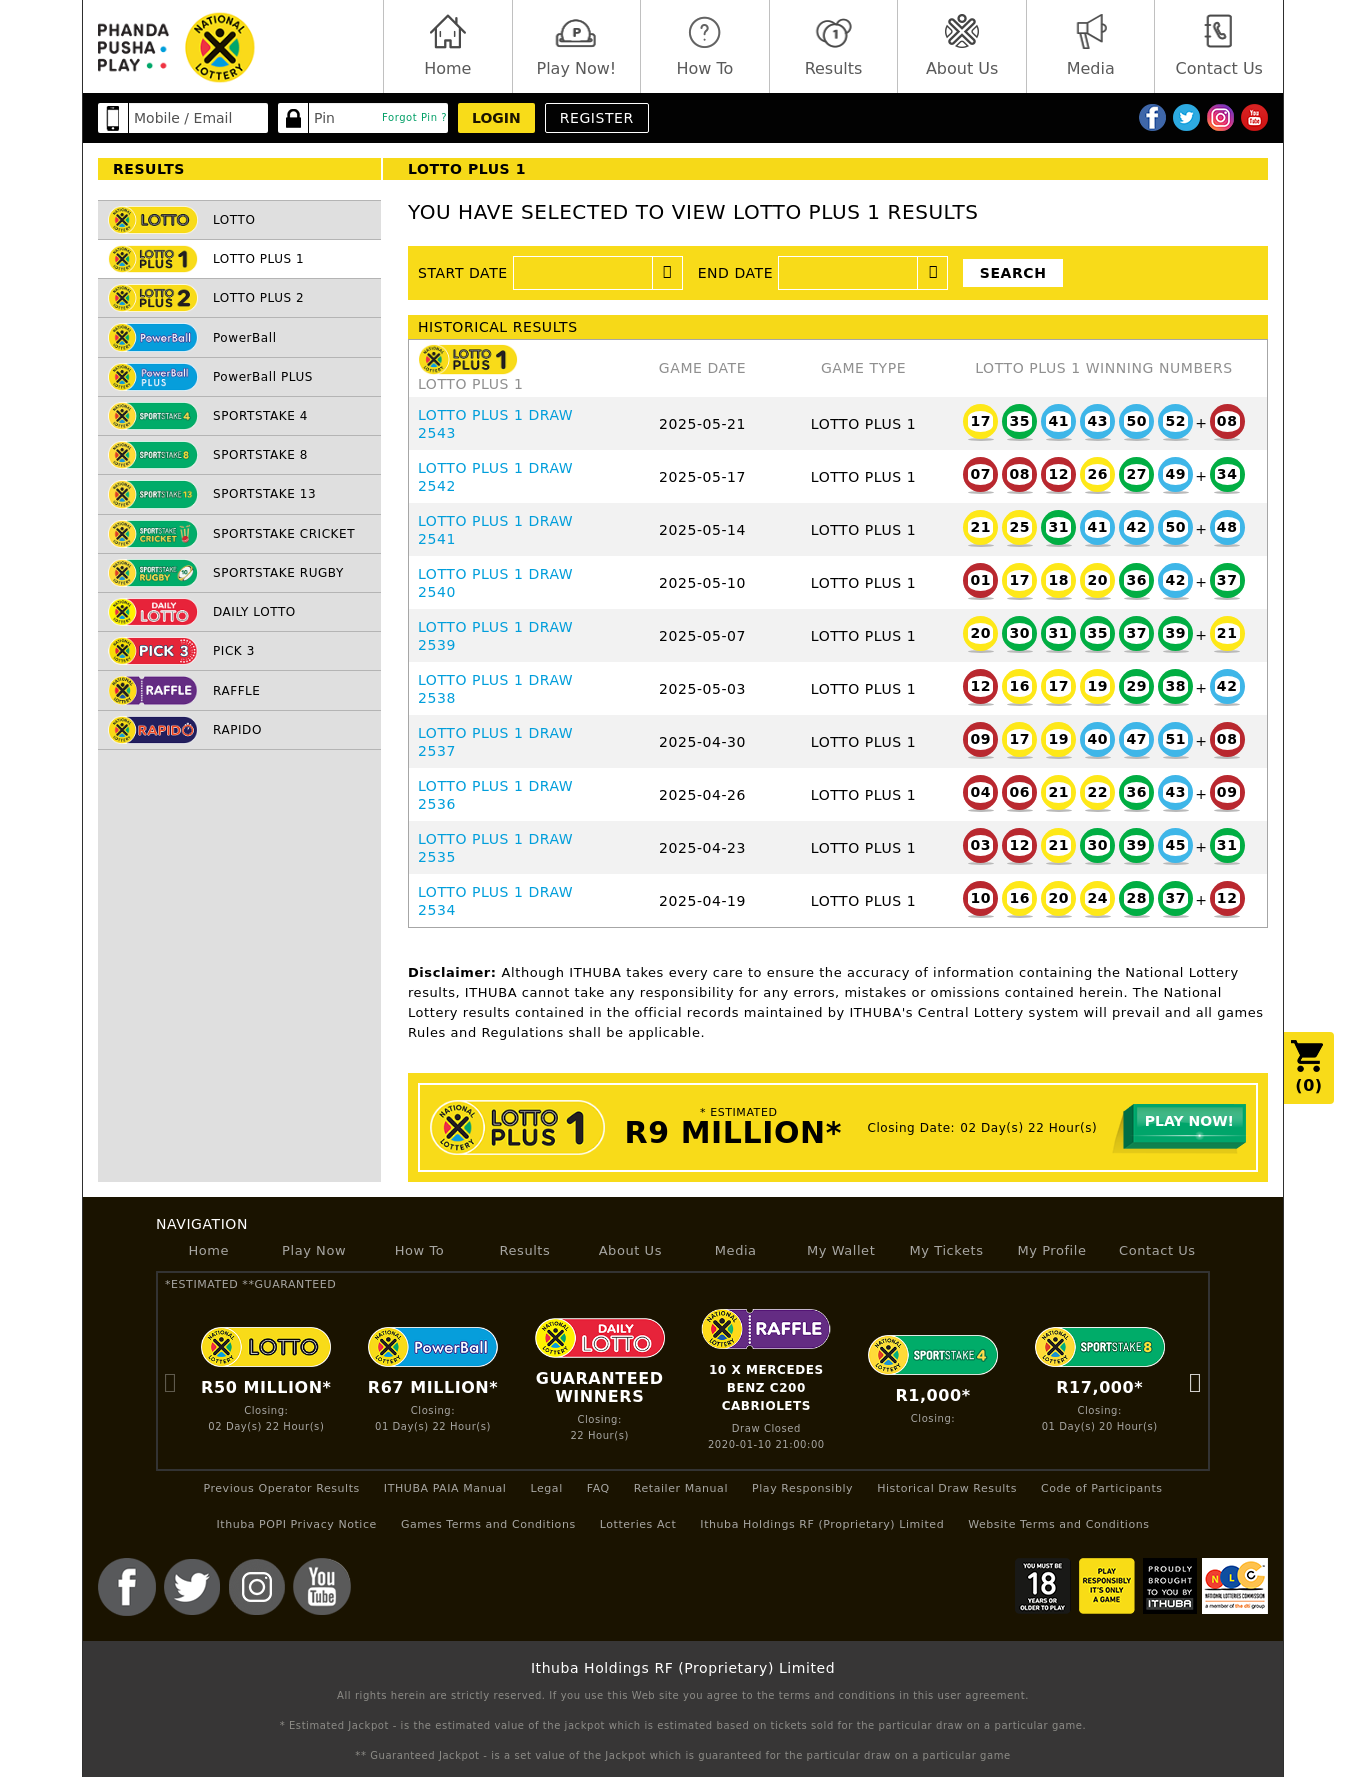 PHANDA
PUSHA
PLAY
NATIONAL
LOTTERY
Home
Play Now!
How To
Results
About Us
Media
Contact Us
Mobile / Email
Pin
Forgot Pin ?
LOGIN
REGISTER
RESULTS
LOTTO PLUS 1
LOTTO
LOTTO
LOTTO PLUS 1
LOTTO PLUS 1
LOTTO PLUS 2
LOTTO PLUS 2
PowerBall
PowerBall
PowerBall PLUS
PowerBall PLUS
SPORTSTAKE 4
SPORTSTAKE 4
SPORTSTAKE 8
SPORTSTAKE 8
SPORTSTAKE 13
SPORTSTAKE 13
SPORTSTAKE CRICKET
SPORTSTAKE CRICKET
SPORTSTAKE RUGBY
SPORTSTAKE RUGBY
DAILY LOTTO
DAILY LOTTO
PICK 3
PICK 3
RAFFLE
RAFFLE
RAPIDO
RAPIDO
YOU HAVE SELECTED TO VIEW LOTTO PLUS 1 RESULTS
START DATE
END DATE
SEARCH
HISTORICAL RESULTS
LOTTO PLUS 1
LOTTO PLUS 1
GAME DATE
GAME TYPE
LOTTO PLUS 1 WINNING NUMBERS
LOTTO PLUS 1 DRAW
2543
2025-05-21
LOTTO PLUS 1
17 35 41 43 50 52 + 08
LOTTO PLUS 1 DRAW
2542
2025-05-17
LOTTO PLUS 1
07 08 12 26 27 49 + 34
LOTTO PLUS 1 DRAW
2541
2025-05-14
LOTTO PLUS 1
21 25 31 41 42 50 + 48
LOTTO PLUS 1 DRAW
2540
2025-05-10
LOTTO PLUS 1
01 17 18 20 36 42 + 37
LOTTO PLUS 1 DRAW
2539
2025-05-07
LOTTO PLUS 1
20 30 31 35 37 39 + 21
LOTTO PLUS 1 DRAW
2538
2025-05-03
LOTTO PLUS 1
12 16 17 19 29 38 + 42
LOTTO PLUS 1 DRAW
2537
2025-04-30
LOTTO PLUS 1
09 17 19 40 47 51 + 08
LOTTO PLUS 1 DRAW
2536
2025-04-26
LOTTO PLUS 1
04 06 21 22 36 43 + 09
LOTTO PLUS 1 DRAW
2535
2025-04-23
LOTTO PLUS 1
03 12 21 30 39 45 + 31
LOTTO PLUS 1 DRAW
2534
2025-04-19
LOTTO PLUS 1
10 16 20 24 28 37 + 12
Disclaimer: Although ITHUBA takes every care to ensure the accuracy of information containing the National Lottery
results, ITHUBA cannot take any responsibility for any errors, mistakes or omissions contained herein. The National
Lottery results contained in the official records maintained by ITHUBA's Central Lottery system will prevail and all games
Rules and Regulations shall be applicable.
(0)
NATIONAL LOTTERY
LOTTO
PLUS 1
* ESTIMATED
R9 MILLION*
Closing Date: 02 Day(s) 22 Hour(s)
PLAY NOW!
NAVIGATION
Home
Play Now
How To
Results
About Us
Media
My Wallet
My Tickets
My Profile
Contact Us
*ESTIMATED **GUARANTEED
LOTTO
R50 MILLION*
Closing:
02 Day(s) 22 Hour(s)
PowerBall
R67 MILLION*
Closing:
01 Day(s) 22 Hour(s)
DAILY
LOTTO
GUARANTEED
WINNERS
Closing:
22 Hour(s)
RAFFLE
10 X MERCEDES
BENZ C200
CABRIOLETS
Draw Closed
2020-01-10 21:00:00
SPORTSTAKE 4
R1,000*
Closing:
SPORTSTAKE 8
R17,000*
Closing:
01 Day(s) 20 Hour(s)
Previous Operator Results
ITHUBA PAIA Manual
Legal
FAQ
Retailer Manual
Play Responsibly
Historical Draw Results
Code of Participants
Ithuba POPI Privacy Notice
Games Terms and Conditions
Lotteries Act
Ithuba Holdings RF (Proprietary) Limited
Website Terms and Conditions
You
Tube
YOU MUST BE
18
YEARS OR
OLDER TO PLAY
PLAY
RESPONSIBLY
IT'S ONLY
A GAME
PROUDLY
BROUGHT
TO YOU BY
ITHUBA
NLC
NATIONAL LOTTERIES COMMISSION
a member of the dti group
Ithuba Holdings RF (Proprietary) Limited
All rights herein are strictly reserved. If you use this Web site you agree to the terms and conditions in this user agreement.
* Estimated Jackpot - is the estimated value of the jackpot which is estimated based on tickets sold for the particular draw on a particular game.
** Guaranteed Jackpot - is a set value of the Jackpot which is guaranteed for the particular draw on a particular game